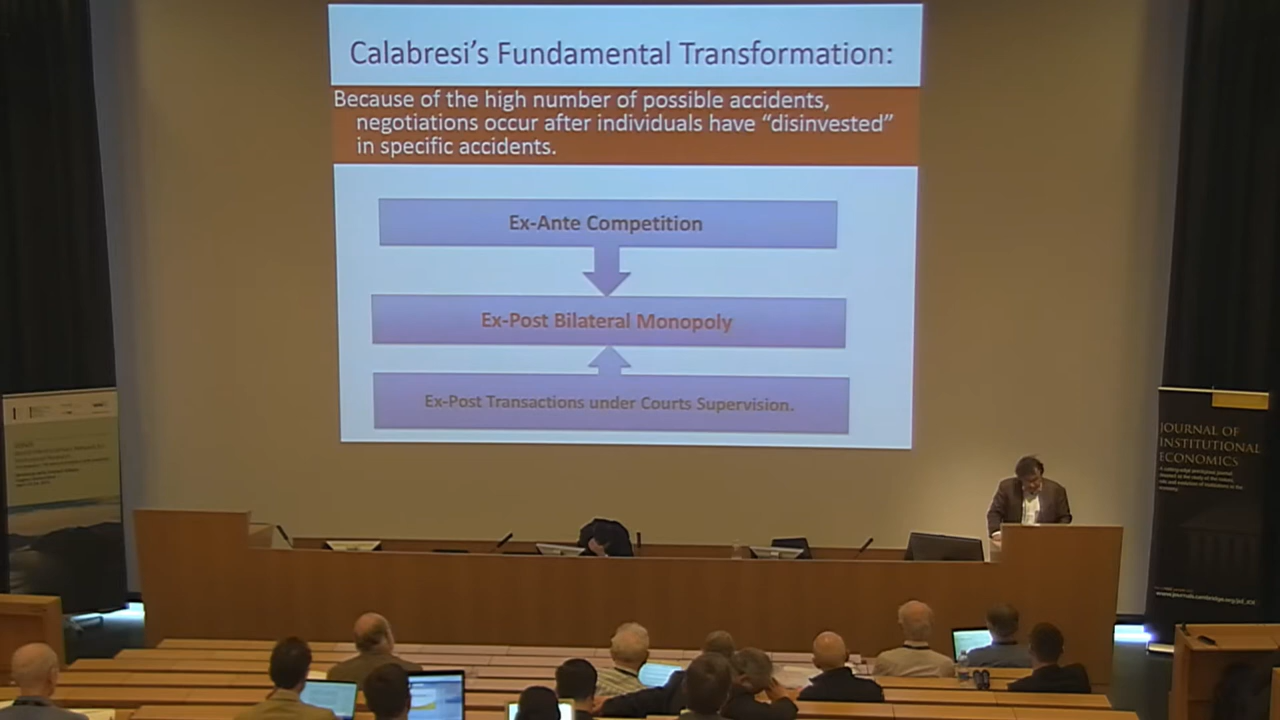 Calabresi's Fundamental Transformation:
Because of the high number of possible accidents,
negotiations occur after individuals have “disinvested”
in specific accidents.
Ex-Ante Competition
Ex-Post Bilateral Monopoly
Ex-Post Transactions under Courts Supervision.
JOURNAL OF
INSTITUTIONAL
ECONOMICS